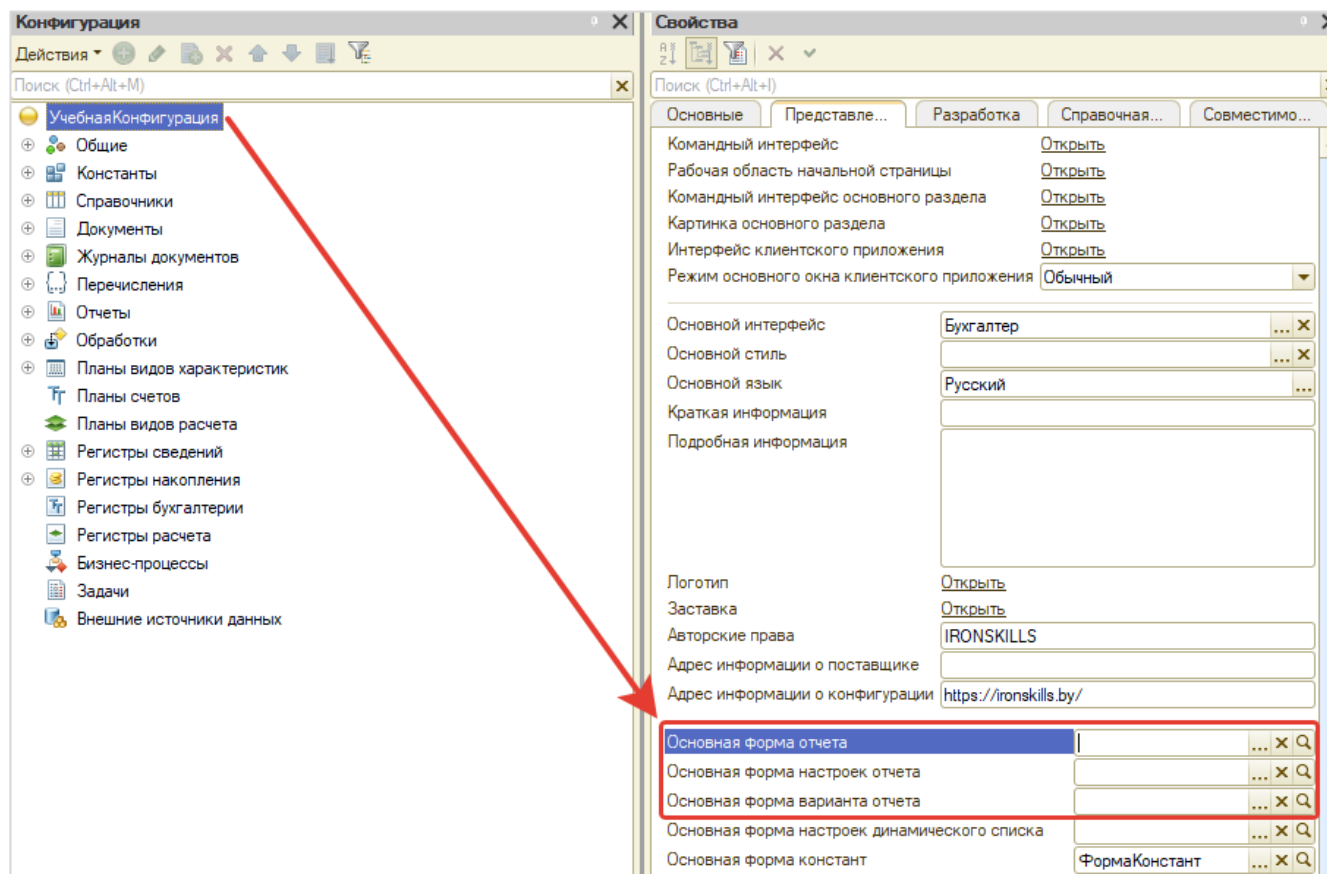 Конфигурация
Действия
Поиск (Ctrl+Alt+M)
УчебнаяКонфигурация
Общие
Константы
Справочники
Документы
Журналы документов
Перечисления
Отчеты
Обработки
Планы видов характеристик
Планы счетов
Планы видов расчета
Регистры сведений
Регистры накопления
Регистры бухгалтерии
Регистры расчета
Бизнес-процессы
Задачи
Внешние источники данных
Свойства
Поиск (Ctrl+Alt+I)
Основные Представле... Разработка Справочная... Совместимо...
Командный интерфейс Открыть
Рабочая область начальной страницы Открыть
Командный интерфейс основного раздела Открыть
Картинка основного раздела Открыть
Интерфейс клиентского приложения Открыть
Режим основного окна клиентского приложения Обычный
Основной интерфейс Бухгалтер ...
Основной стиль ...
Основной язык Русский ...
Краткая информация
Подробная информация
Логотип Открыть
Заставка Открыть
Авторские права IRONSKILLS
Адрес информации о поставщике
Адрес информации о конфигурации https://ironskills.by/
Основная форма отчета ...
Основная форма настроек отчета ...
Основная форма варианта отчета ...
Основная форма настроек динамического списка ...
Основная форма констант ФормаКонстант ...